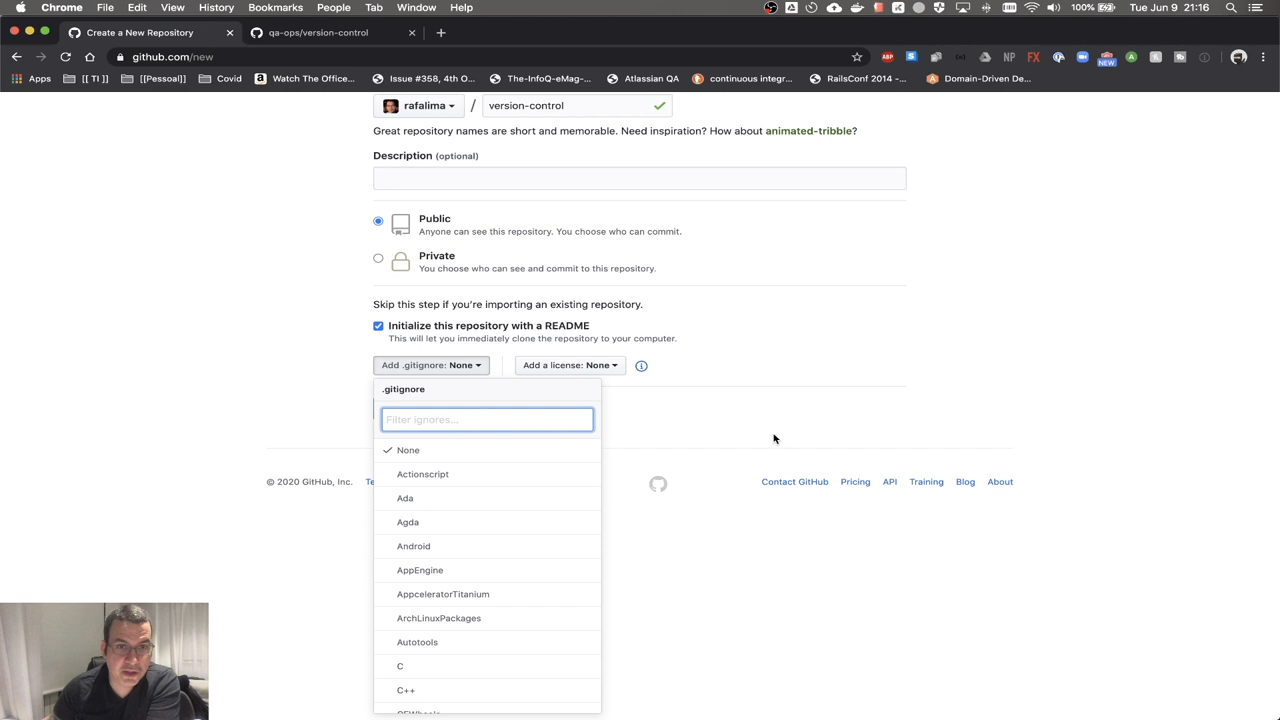 Chrome File Edit View History Bookmarks People Tab Window Help 100% Tue Jun 9 21:16
Create a New Repository
qa-ops/version-control
github.com/new
ABP NP FX NEW
Apps [[ TI ]] [[Pessoal]] Covid Watch The Office... Issue #358, 4th O... The-InfoQ-eMag-... Atlassian QA continuous integr... RailsConf 2014 -... Domain-Driven De...
rafalima / version-control
Great repository names are short and memorable. Need inspiration? How about animated-tribble?
Description (optional)
Public
Anyone can see this repository. You choose who can commit.
Private
You choose who can see and commit to this repository.
Skip this step if you’re importing an existing repository.
Initialize this repository with a README
This will let you immediately clone the repository to your computer.
Add .gitignore: None Add a license: None
.gitignore
Filter ignores...
None
Actionscript
Ada
Agda
Android
AppEngine
AppceleratorTitanium
ArchLinuxPackages
Autotools
C
C++
© 2020 GitHub, Inc. Te
Contact GitHub Pricing API Training Blog About